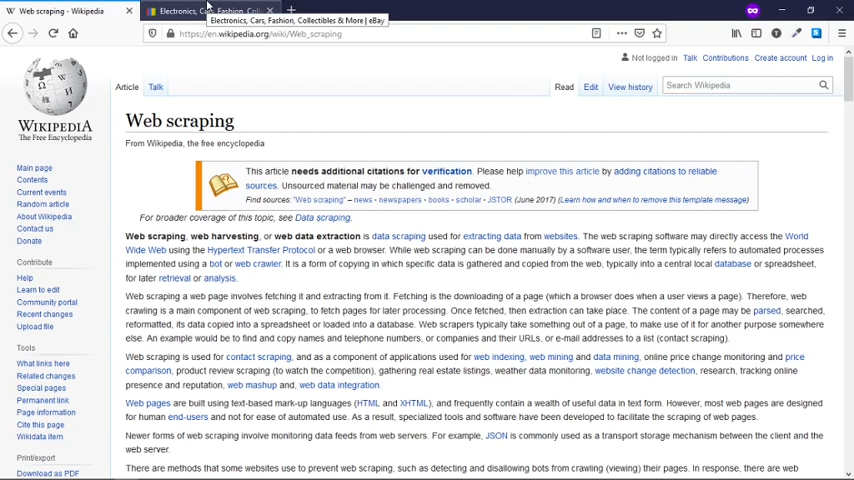 Web scraping - Wikipedia
Electronics, Cars, Fashion, Coll
Electronics, Cars, Fashion, Collectibles & More | eBay
https://en.wikipedia.org/wiki/Web_scraping
Not logged in Talk Contributions Create account Log in
Article Talk Read Edit View history Search Wikipedia
WIKIPEDIA
The Free Encyclopedia
Main page
Contents
Current events
Random article
About Wikipedia
Contact us
Donate
Contribute
Help
Learn to edit
Community portal
Recent changes
Upload file
Tools
What links here
Related changes
Special pages
Permanent link
Page information
Cite this page
Wikidata item
Print/export
Download as PDF
Web scraping
From Wikipedia, the free encyclopedia
This article needs additional citations for verification. Please help improve this article by adding citations to reliable
sources. Unsourced material may be challenged and removed.
Find sources: "Web scraping" – news · newspapers · books · scholar · JSTOR (June 2017) (Learn how and when to remove this template message)
For broader coverage of this topic, see Data scraping.
Web scraping, web harvesting, or web data extraction is data scraping used for extracting data from websites. The web scraping software may directly access the World
Wide Web using the Hypertext Transfer Protocol or a web browser. While web scraping can be done manually by a software user, the term typically refers to automated processes
implemented using a bot or web crawler. It is a form of copying in which specific data is gathered and copied from the web, typically into a central local database or spreadsheet,
for later retrieval or analysis.
Web scraping a web page involves fetching it and extracting from it. Fetching is the downloading of a page (which a browser does when a user views a page). Therefore, web
crawling is a main component of web scraping, to fetch pages for later processing. Once fetched, then extraction can take place. The content of a page may be parsed, searched,
reformatted, its data copied into a spreadsheet or loaded into a database. Web scrapers typically take something out of a page, to make use of it for another purpose somewhere
else. An example would be to find and copy names and telephone numbers, or companies and their URLs, or e-mail addresses to a list (contact scraping).
Web scraping is used for contact scraping, and as a component of applications used for web indexing, web mining and data mining, online price change monitoring and price
comparison, product review scraping (to watch the competition), gathering real estate listings, weather data monitoring, website change detection, research, tracking online
presence and reputation, web mashup and, web data integration.
Web pages are built using text-based mark-up languages (HTML and XHTML), and frequently contain a wealth of useful data in text form. However, most web pages are designed
for human end-users and not for ease of automated use. As a result, specialized tools and software have been developed to facilitate the scraping of web pages.
Newer forms of web scraping involve monitoring data feeds from web servers. For example, JSON is commonly used as a transport storage mechanism between the client and the
web server.
There are methods that some websites use to prevent web scraping, such as detecting and disallowing bots from crawling (viewing) their pages. In response, there are web